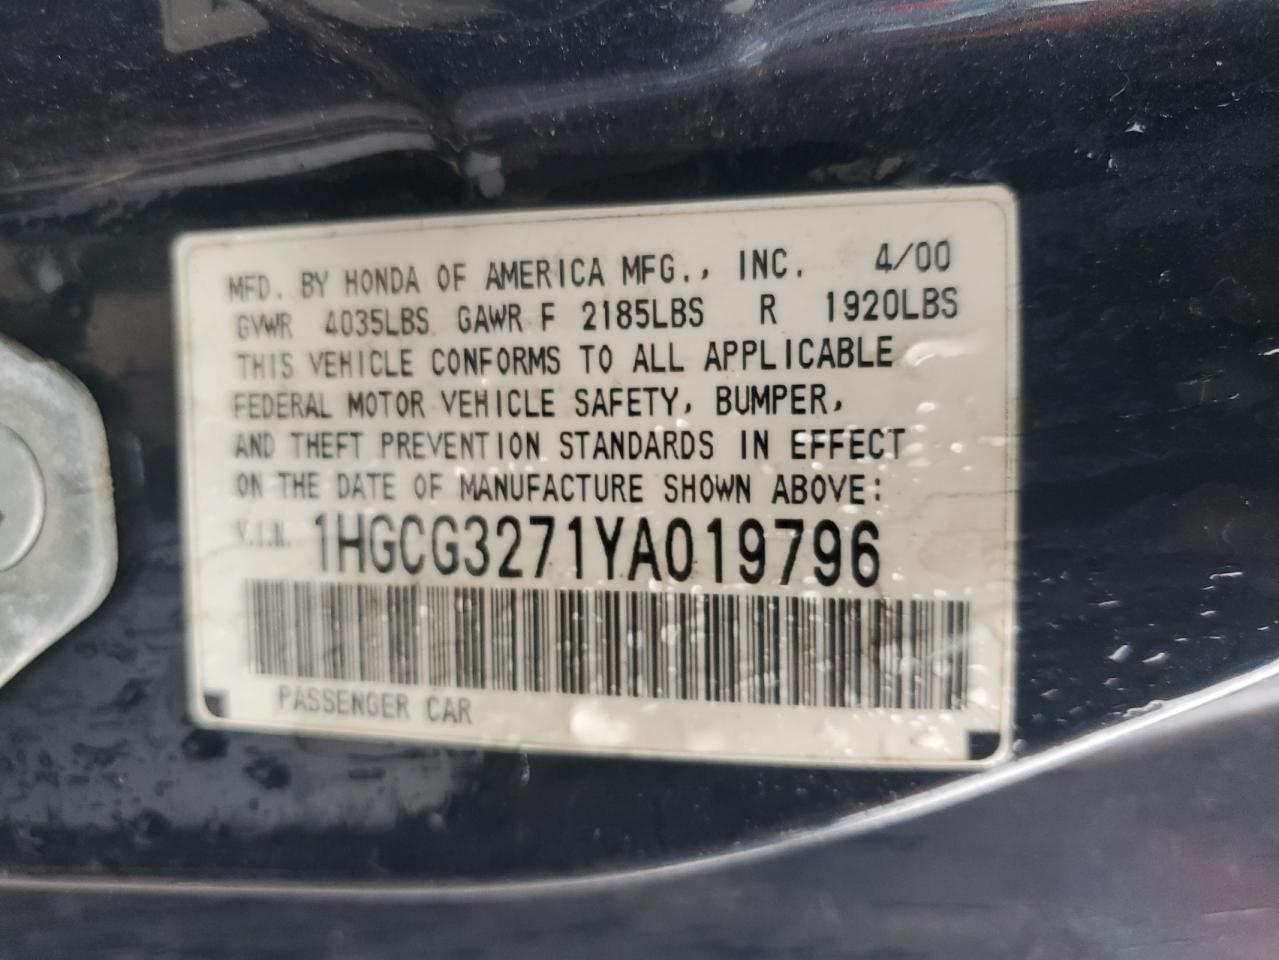 MFD. BY HONDA OF AMERICA MFG., INC. 4/00
GVWR 4035LBS GAWR F 2185LBS R 1920LBS
THIS VEHICLE CONFORMS TO ALL APPLICABLE
FEDERAL MOTOR VEHICLE SAFETY, BUMPER,
AND THEFT PREVENTION STANDARDS IN EFFECT
ON THE DATE OF MANUFACTURE SHOWN ABOVE:
V.I.N. 1HGCG3271YA019796
PASSENGER CAR